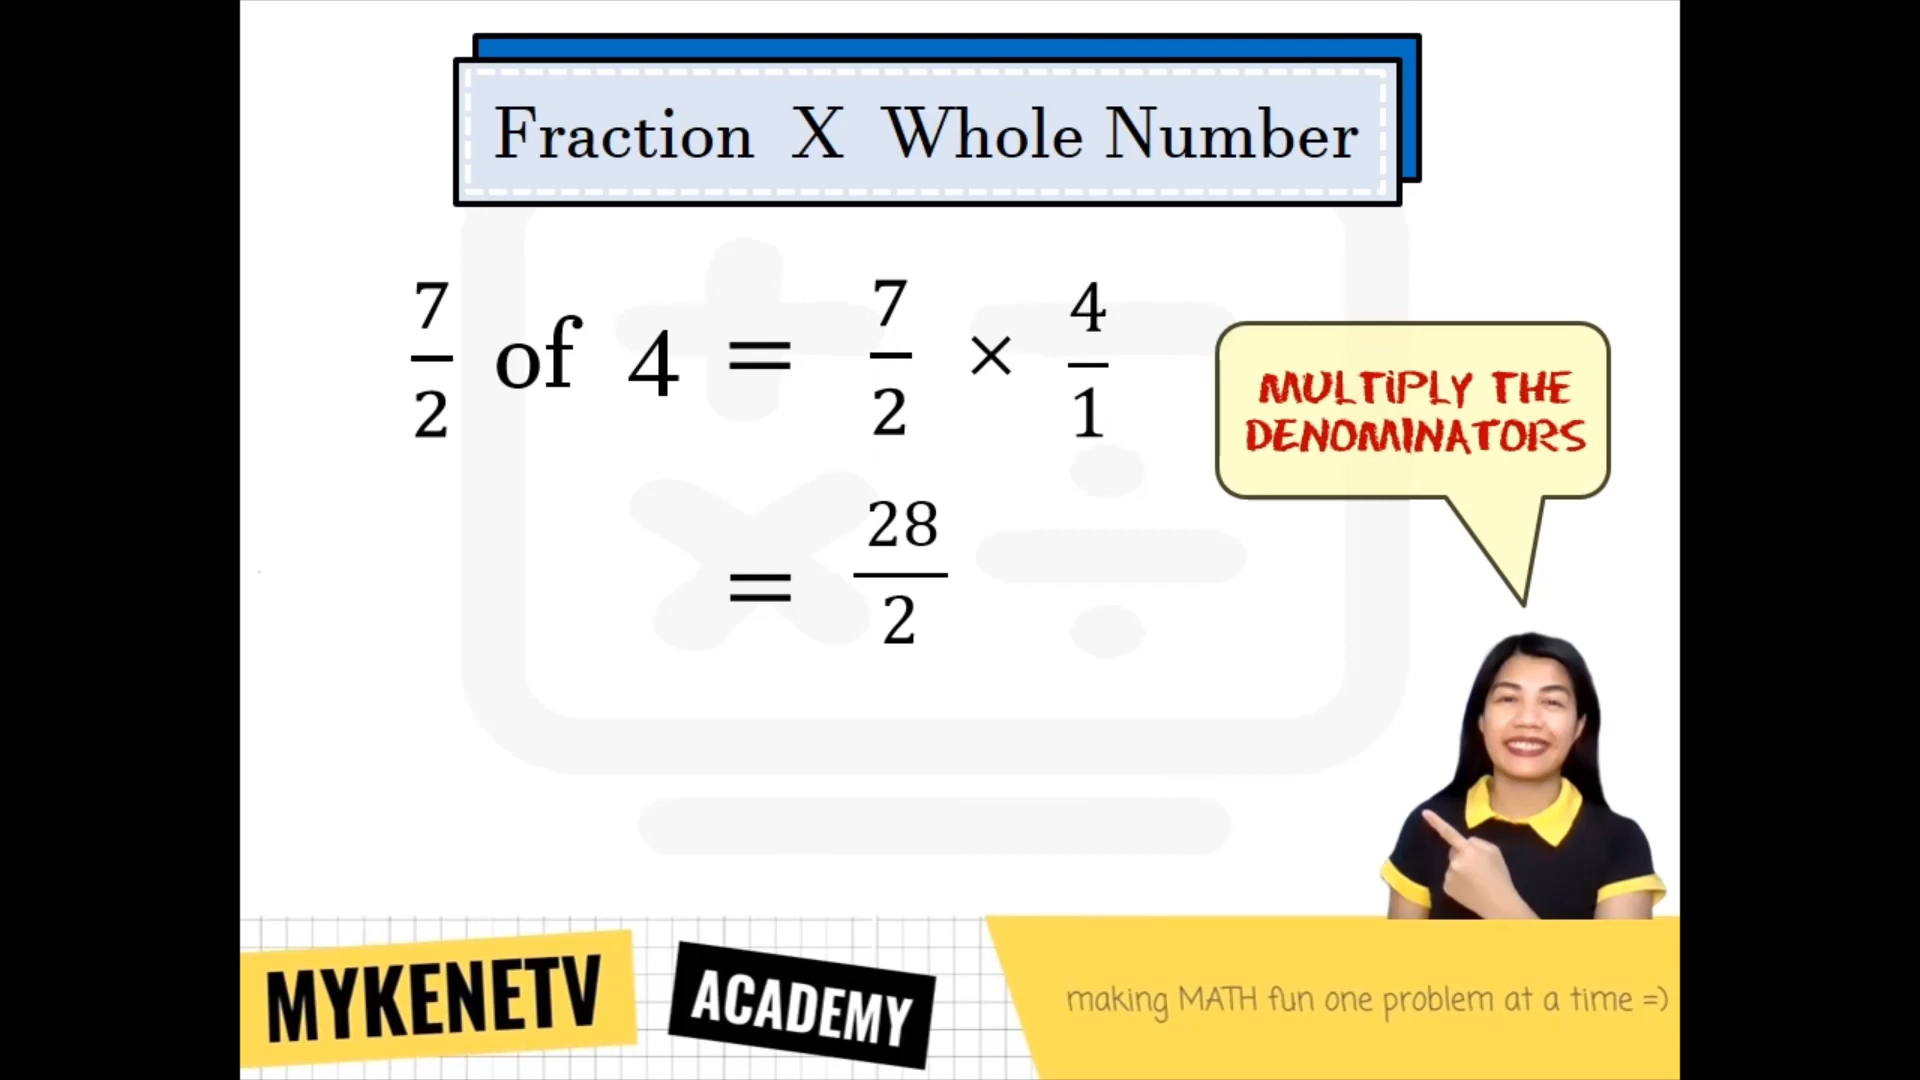 Fraction X Whole Number
7/2 of 4 = 7/2 × 4/1
= 28/2
MULTIPLY THE
DENOMINATORS
MYKENETV ACADEMY
making MATH fun one problem at a time =)